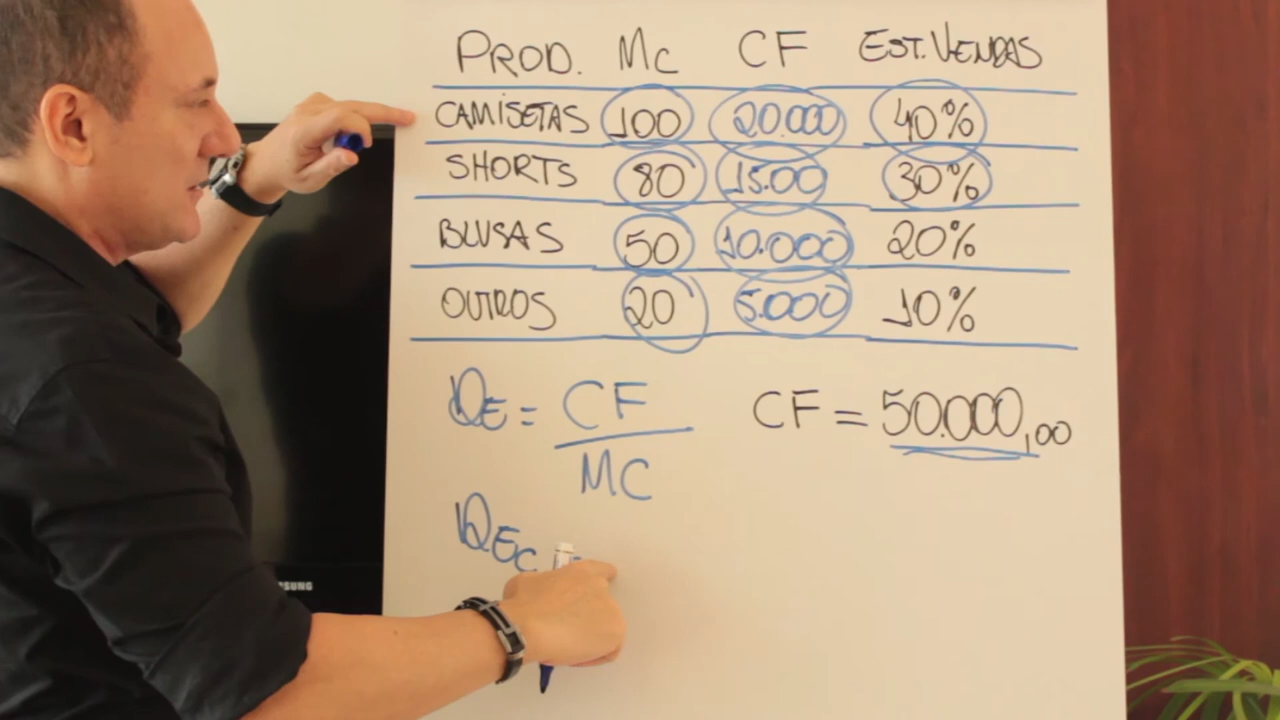 PROD. Mc CF EST. VENDAS
CAMISETAS 100 20.000 40%
SHORTS 80 15.00 30%
BLUSAS 50 10.000 20%
OUTROS 20 5.000 10%
QE = CF / MC
CF = 50.000,00
QEC =
SUNG